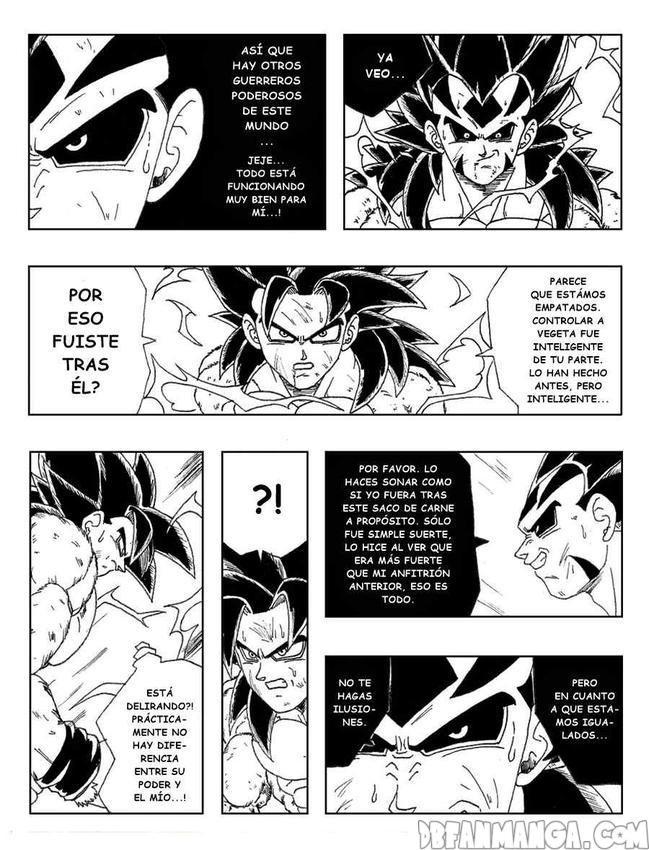 YA
VEO...
ASÍ QUE
HAY OTROS
GUERREROS
PODEROSOS
DE ESTE
MUNDO
...
JEJE...
TODO ESTÁ
FUNCIONANDO
MUY BIEN PARA
MÍ...!
PARECE
QUE ESTÁMOS
EMPATADOS.
CONTROLAR A
VEGETA FUE
INTELIGENTE
DE TU PARTE.
LO HAN HECHO
ANTES, PERO
INTELIGENTE...
POR
ESO
FUISTE
TRAS
ÉL?
POR FAVOR. LO
HACES SONAR COMO
SI YO FUERA TRAS
ESTE SACO DE CARNE
A PROPÓSITO. SÓLO
FUE SIMPLE SUERTE,
LO HICE AL VER QUE
ERA MÁS FUERTE
QUE MI ANFITRIÓN
ANTERIOR, ESO ES
TODO.
PERO
EN CUANTO
A QUE ESTA-
MOS IGUA-
LADOS...
NO TE
HAGAS
ILUSIO-
NES.
?!
ESTÁ
DELIRANDO?!
PRÁCTICA-
MENTE NO
HAY DIFE-
RENCIA
ENTRE SU
PODER Y
EL MÍO...!
DBFANMANGA.COM